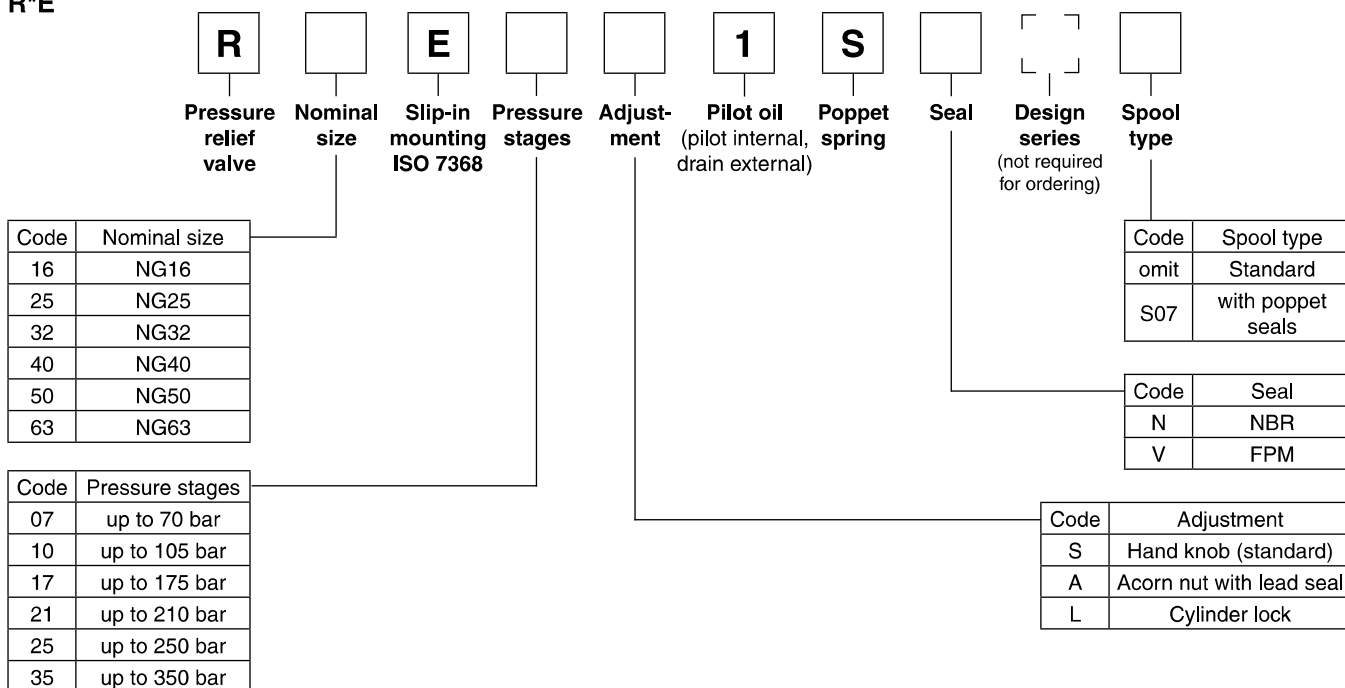 R*E
R E 1 S
Pressure Nominal Slip-in Pressure Adjust- Pilot oil Poppet Seal Design Spool
relief size mounting stages ment (pilot internal, spring series type
valve ISO 7368 drain external) (not required
for ordering)
Code Nominal size
16 NG16
25 NG25
32 NG32
40 NG40
50 NG50
63 NG63
Code Pressure stages
07 up to 70 bar
10 up to 105 bar
17 up to 175 bar
21 up to 210 bar
25 up to 250 bar
35 up to 350 bar
Code Spool type
omit Standard
S07 with poppet
seals
Code Seal
N NBR
V FPM
Code Adjustment
S Hand knob (standard)
A Acorn nut with lead seal
L Cylinder lock